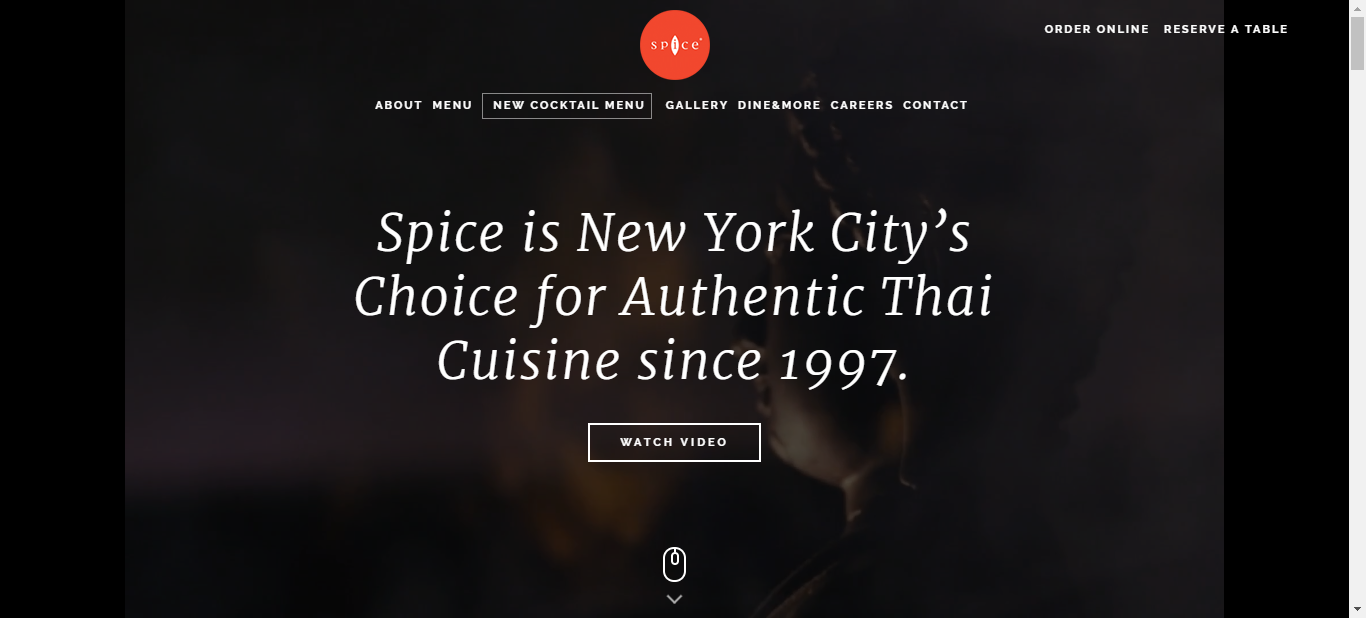 spice
ORDER ONLINE RESERVE A TABLE
ABOUT MENU NEW COCKTAIL MENU GALLERY DINE&MORE CAREERS CONTACT
Spice is New York City’s
Choice for Authentic Thai
Cuisine since 1997.
WATCH VIDEO